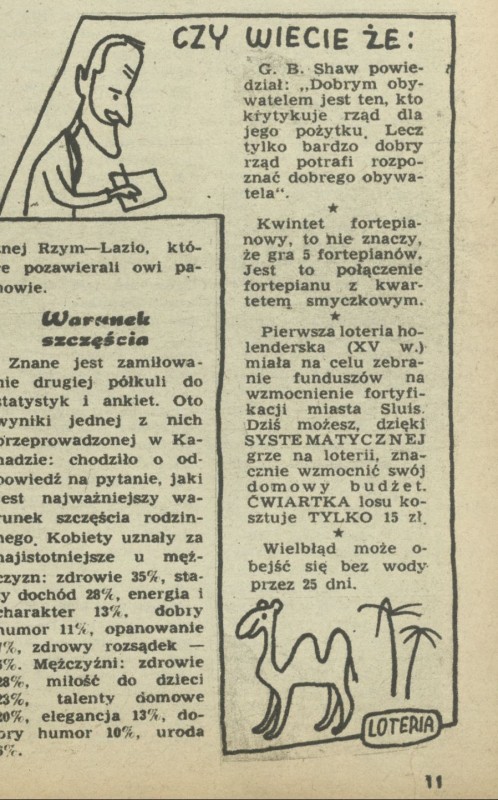 CZY WIECIE ŻE:
G. B. Shaw powie-
dział: „Dobrym oby-
watelem jest ten, kto
krytykuje rząd dla
jego pożytku. Lecz
tylko bardzo dobry
rząd potrafi rozpo-
znać dobrego obywa-
tela".
★
Kwintet fortepia-
nowy, to nie znaczy,
że gra 5 fortepianów.
Jest to połączenie
fortepianu z kwar-
tetem smyczkowym.
★
Pierwsza loteria ho-
lenderska (XV w.)
miała na celu zebra-
nie funduszów na
wzmocnienie fortyfi-
kacji miasta Sluis.
Dziś możesz, dzięki
SYSTEMATYCZNEJ
grze na loterii, zna-
cznie wzmocnić swój
domowy budżet.
ĆWIARTKA losu ko-
sztuje TYLKO 15 zł.
★
Wielbłąd może o-
bejść się bez wody
przez 25 dni.
LOTERIA
znej Rzym—Lazio, któ-
re pozawierali owi pa-
nowie.
Warunek
szczęścia
Znane jest zamiłowa-
nie drugiej półkuli do
statystyk i ankiet. Oto
wyniki jednej z nich
przeprowadzonej w Ka-
nadzie: chodziło o od-
powiedź na pytanie, jaki
jest najważniejszy wa-
runek szczęścia rodzin-
nego. Kobiety uznały za
najistotniejsze u męż-
czyzn: zdrowie 35%, sta-
ły dochód 28%, energia i
charakter 13%, dobry
humor 11%, opanowanie
%, zdrowy rozsądek —
%. Mężczyźni: zdrowie
28%, miłość do dzieci
23%, talenty domowe
20%, elegancja 13%, do-
bry humor 10%, uroda
%.
11